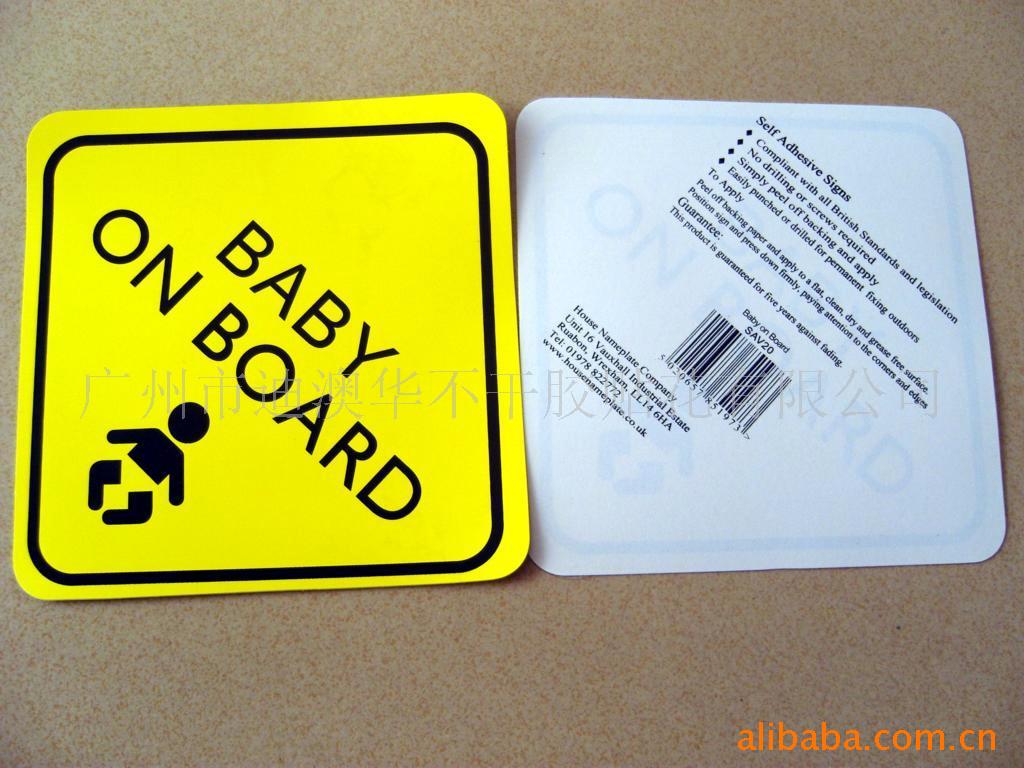 BABY
ON BOARD
Self Adhesive Signs
Compliant with all British Standards and legislation
No drilling or screws required
Simply peel off backing and apply
Easily punched or drilled for permanent fixing outdoors
To Apply
Peel off backing paper and apply to a flat, clean, dry and grease free surface.
Position sign and press down firmly, paying attention to the corners and edges
Guarantee:
This product is guaranteed for five years against fading.
Baby on Board
SAV20
House Nameplate Company
Unit 16 Vauxhall Industrial Estate
Ruabon, Wrexham, LL14 6HA
Tel: 01978
www.housenameplate.co.uk
广州市迪澳华不干胶 有限公司
alibaba.com.cn